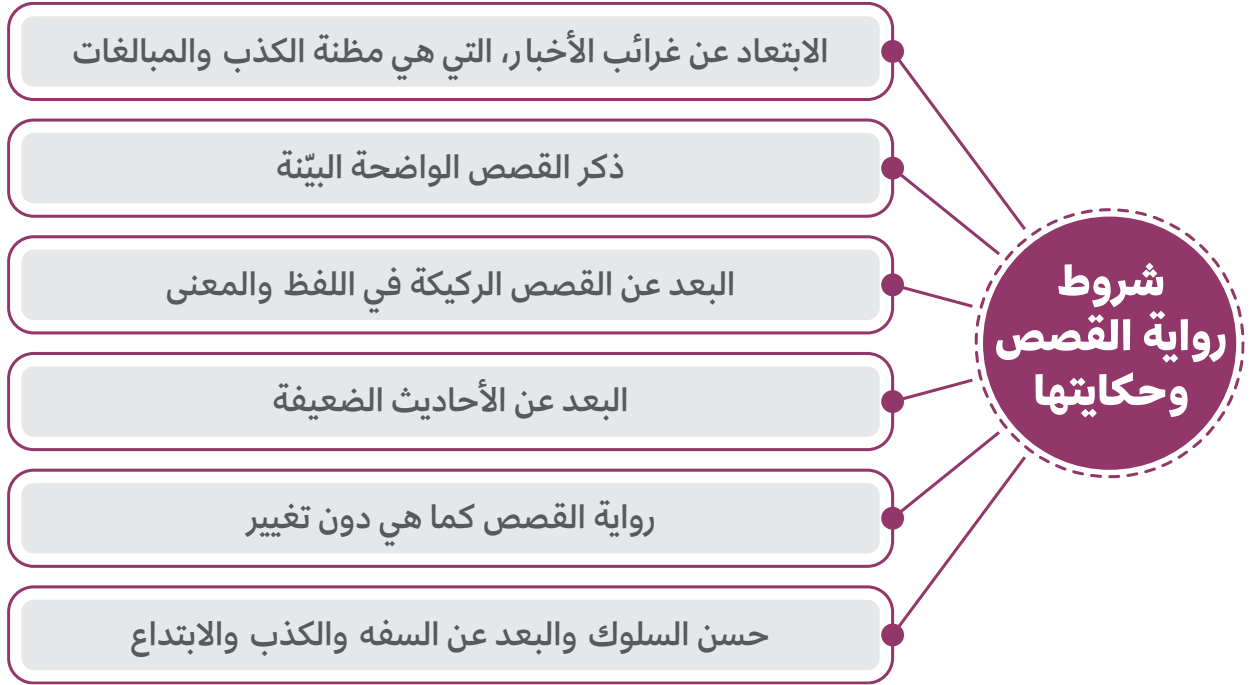 شروط
رواية القصص
وحكايتها
الابتعاد عن غرائب الأخبار، التي هي مظنة الكذب والمبالغات
ذكر القصص الواضحة البيّنة
البعد عن القصص الركيكة في اللفظ والمعنى
البعد عن الأحاديث الضعيفة
رواية القصص كما هي دون تغيير
حسن السلوك والبعد عن السفه والكذب والابتداع